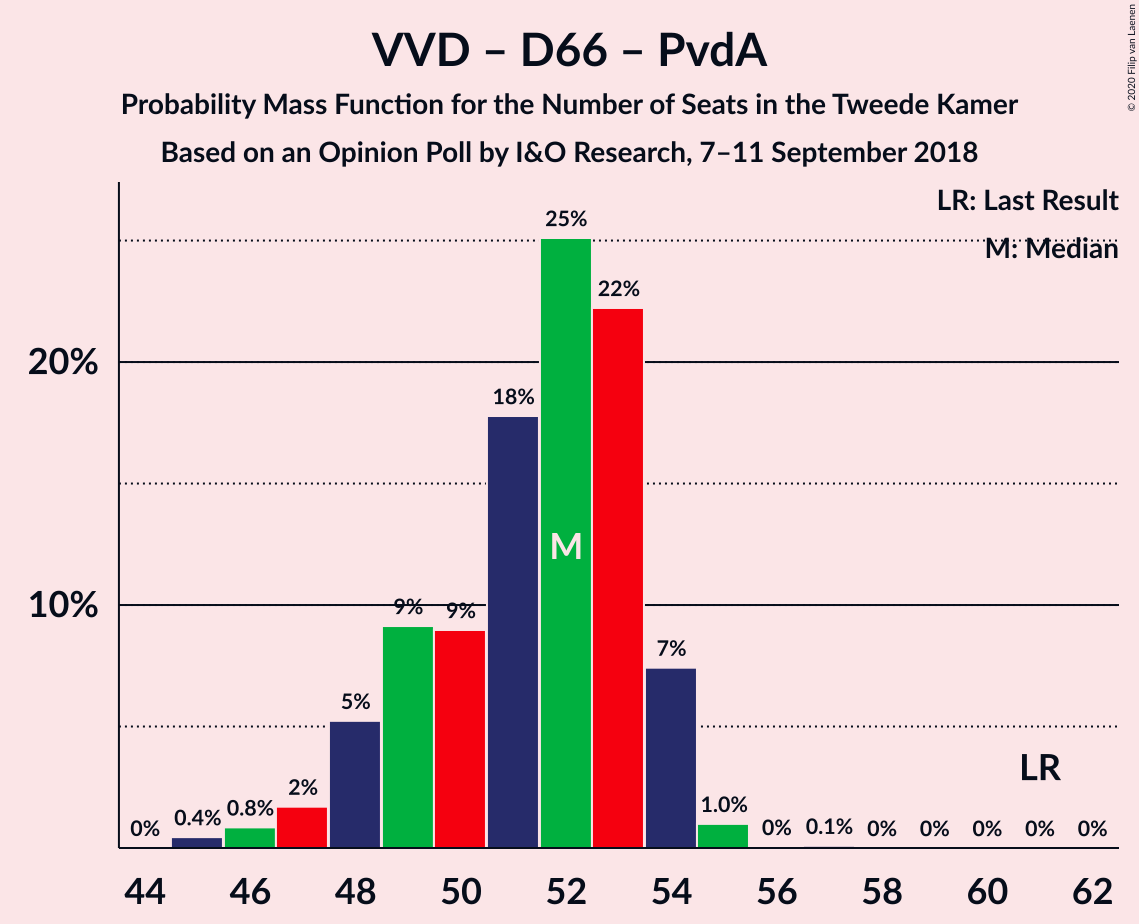 VVD – D66 – PvdA
Probability Mass Function for the Number of Seats in the Tweede Kamer
Based on an Opinion Poll by I&O Research, 7–11 September 2018
© 2020 Filip van Laenen
LR: Last Result
M: Median
25%
22%
20%
18%
M
10%
9%
9%
7%
5%
LR
2%
0.8%
0.4%
0%
1.0%
0%
0.1%
0%
0%
0%
0%
0%
44 46 48 50 52 54 56 58 60 62